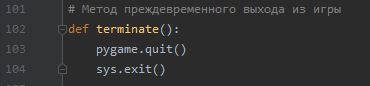 101 # Метод преждевременного выхода из игры
102 def terminate():
103     pygame.quit()
104     sys.exit()